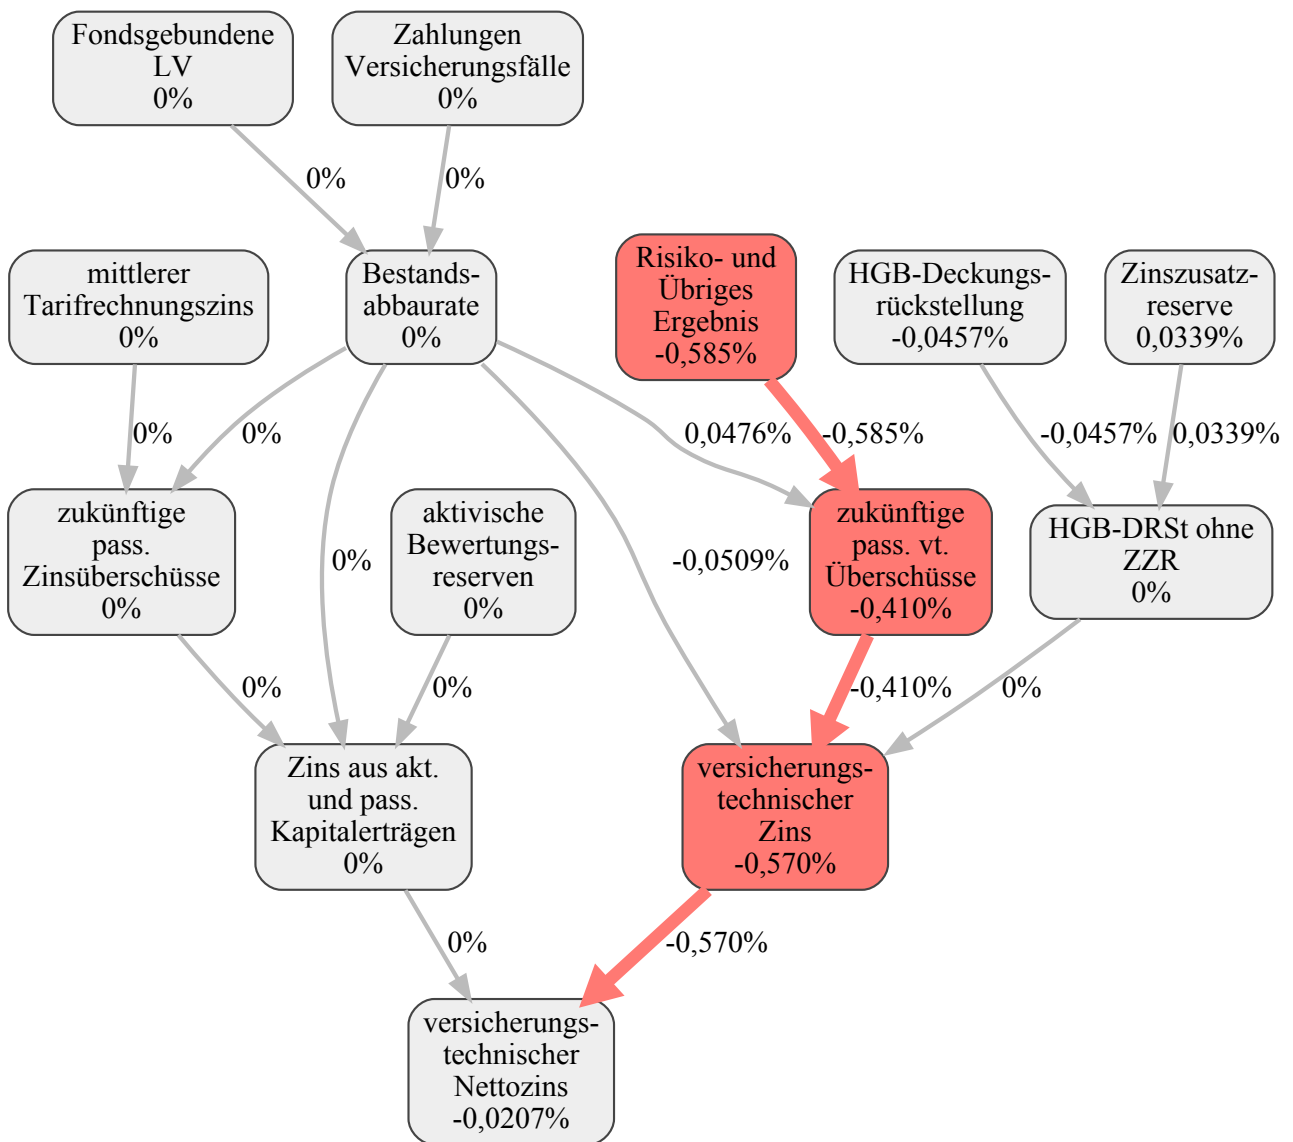 Fondsgebundene
LV
0%
Zahlungen
Versicherungsfälle
0%
0%
0%
mittlerer
Tarifrechnungszins
0%
Bestands-
abbaurate
0%
Risiko- und
Übriges
Ergebnis
-0,585%
HGB-Deckungs-
rückstellung
-0,0457%
Zinszusatz-
reserve
0,0339%
0%
0%
0,0476%
-0,585%
-0,0457%
0,0339%
zukünftige
pass.
Zinsüberschüsse
0%
aktivische
Bewertungs-
reserven
0%
0%
-0,0509%
zukünftige
pass. vt.
Überschüsse
-0,410%
HGB-DRSt ohne
ZZR
0%
0%
0%
-0,410%
0%
Zins aus akt.
und pass.
Kapitalerträgen
0%
versicherungs-
technischer
Zins
-0,570%
0%
-0,570%
versicherungs-
technischer
Nettozins
-0,0207%